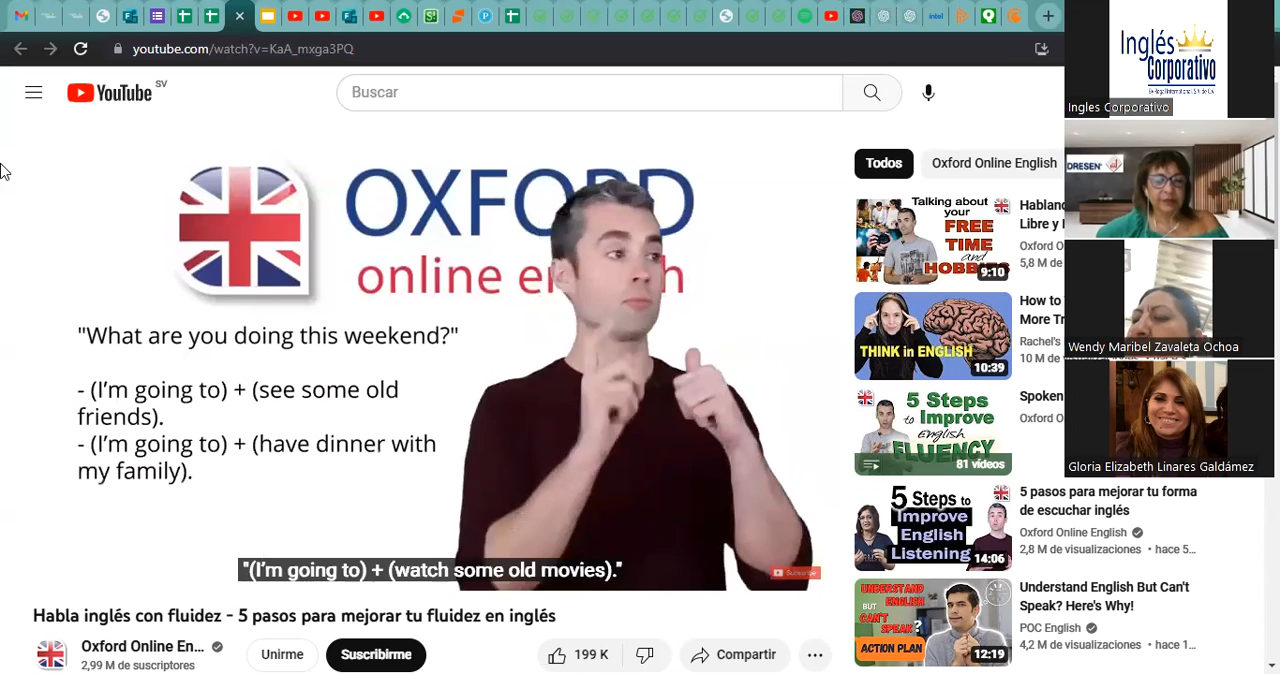 youtube.com/watch?v=KaA_mxga3PQ
YouTube SV
Buscar
OXFORD
online en
"What are you doing this weekend?"
- (I'm going to) + (see some old
friends).
- (I'm going to) + (have dinner with
my family).
"(I'm going to) + (watch some old movies)."
Subscribe
Habla inglés con fluidez - 5 pasos para mejorar tu fluidez en inglés
Oxford Online En...
2,99 M de suscriptores
Unirme
Suscribirme
199 K
Compartir
Todos
Oxford Online English
Talking about
your
FREE
TIME
and
HOBBIES
9:10
Habland
Libre y
Oxford O
5,8 M de
THINK in ENGLISH
10:39
How to
More Tr
Rachel's
10 M de
5 Steps
to Improve
English
FLUENCY
81 videos
Spoken
Oxford O
5 Steps to
Improve
English
Listening
14:06
5 pasos para mejorar tu forma
de escuchar inglés
Oxford Online English
2,8 M de visualizaciones • hace 5...
UNDERSTAND
ENGLISH
BUT
CAN'T
SPEAK?
ACTION PLAN
12:19
Understand English But Can't
Speak? Here's Why!
POC English
4,2 M de visualizaciones • hace 1...
Inglés
Corporativo
Ingles Corporativo
DRESEN
Wendy Maribel Zavaleta Ochoa
Gloria Elizabeth Linares Galdámez